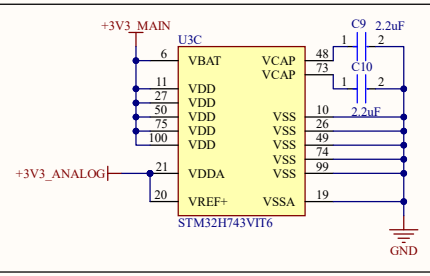 +3V3_MAIN
U3C
C9 2.2uF
6 VBAT VCAP 48 1 2
VCAP 73 C10
11 VDD 1 2
27 VDD 2.2uF
50 VDD VSS 10
75 VDD VSS 26
100 VDD VSS 49
VSS 74
+3V3_ANALOG 21 VDDA VSS 99
20 VREF+ VSSA 19
STM32H743VIT6
GND